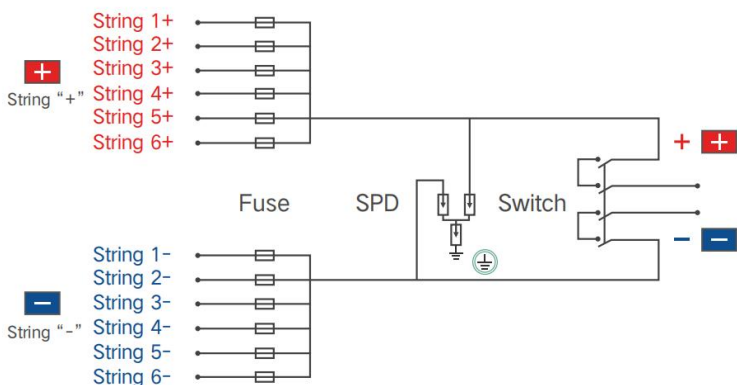 String 1+
String 2+
String 3+
+
String 4+
String "+"
String 5+
String 6+
+ +
Fuse SPD Switch
String 1-
String 2-
String 3-
– –
–
String 4-
String "-"
String 5-
String 6-